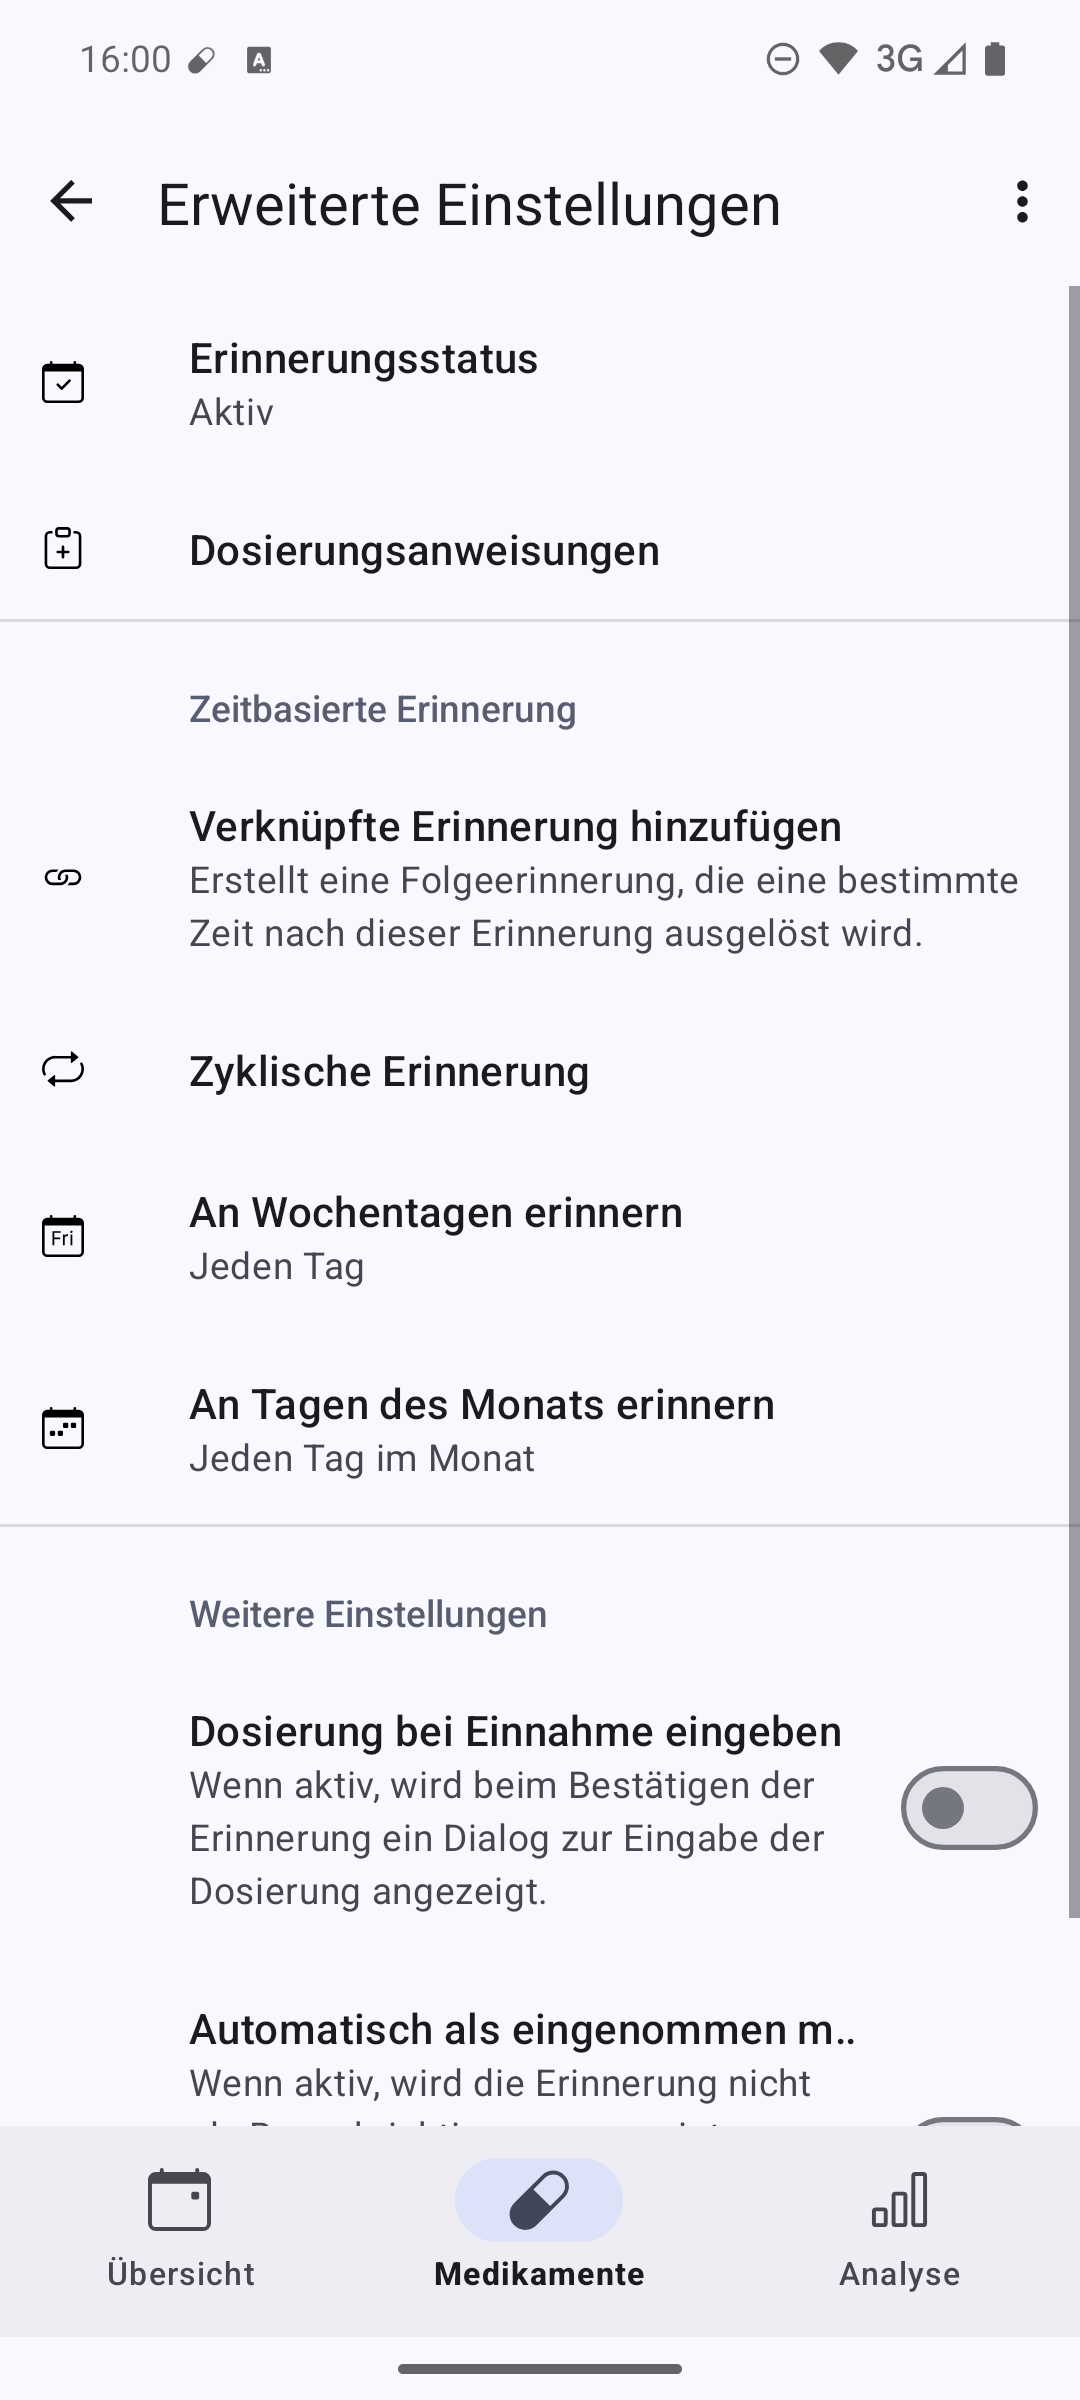 16:00
3G
Erweiterte Einstellungen
Erinnerungsstatus
Aktiv
Dosierungsanweisungen
Zeitbasierte Erinnerung
Verknüpfte Erinnerung hinzufügen
Erstellt eine Folgeerinnerung, die eine bestimmte
Zeit nach dieser Erinnerung ausgelöst wird.
Zyklische Erinnerung
Fri
An Wochentagen erinnern
Jeden Tag
An Tagen des Monats erinnern
Jeden Tag im Monat
Weitere Einstellungen
Dosierung bei Einnahme eingeben
Wenn aktiv, wird beim Bestätigen der
Erinnerung ein Dialog zur Eingabe der
Dosierung angezeigt.
Automatisch als eingenommen m..
Wenn aktiv, wird die Erinnerung nicht
Übersicht
Medikamente
Analyse